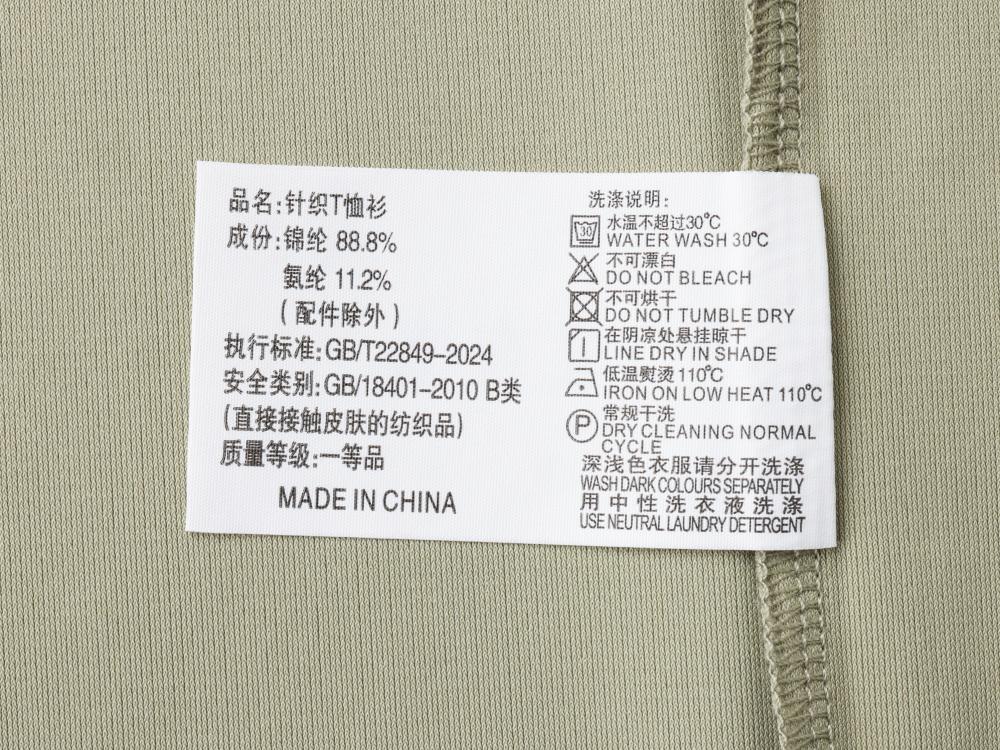 品名:针织T恤衫
成份:锦纶 88.8%
氨纶 11.2%
(配件除外)
执行标准:GB/T22849-2024
安全类别:GB/18401-2010 B类
(直接接触皮肤的纺织品)
质量等级:一等品
MADE IN CHINA
洗涤说明:
30
水温不超过30℃
WATER WASH 30℃
不可漂白
DO NOT BLEACH
不可烘干
DO NOT TUMBLE DRY
在阴凉处悬挂晾干
LINE DRY IN SHADE
低温熨烫110℃
IRON ON LOW HEAT 110℃
P
常规干洗
DRY CLEANING NORMAL
CYCLE
深浅色衣服请分开洗涤
WASH DARK COLOURS SEPARATELY
用中性洗衣液洗涤
USE NEUTRAL LAUNDRY DETERGENT